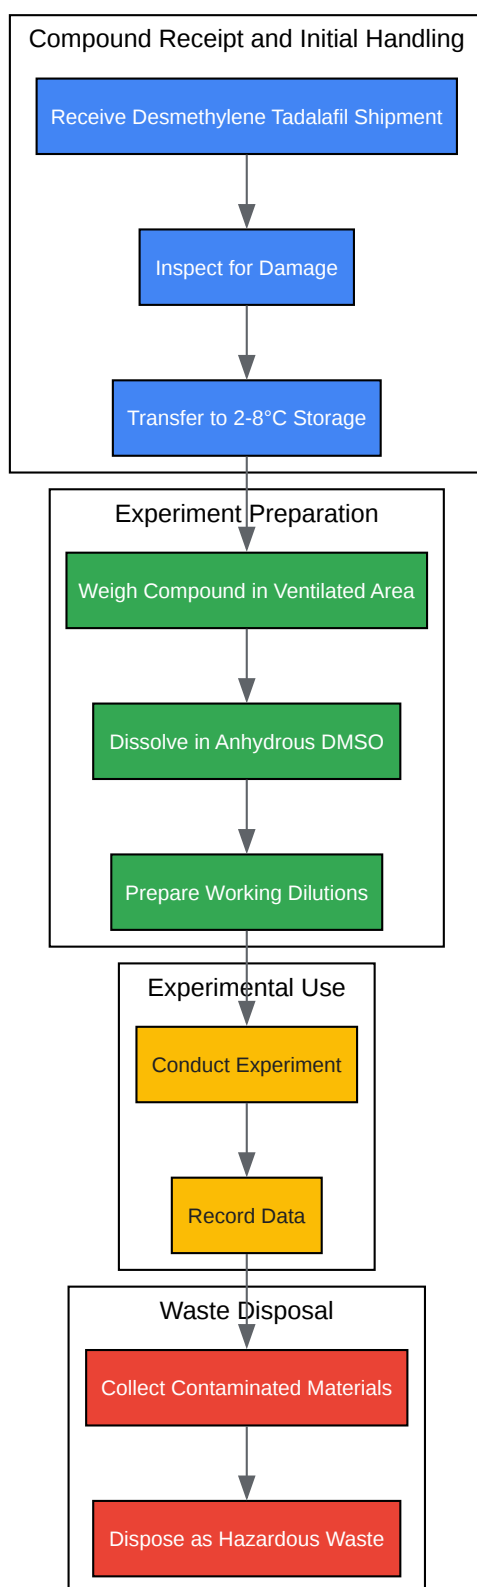 Compound Receipt and Initial Handling
Receive Desmethylene Tadalafil Shipment
Inspect for Damage
Transfer to 2-8°C Storage
Experiment Preparation
Weigh Compound in Ventilated Area
Dissolve in Anhydrous DMSO
Prepare Working Dilutions
Experimental Use
Conduct Experiment
Record Data
Waste Disposal
Collect Contaminated Materials
Dispose as Hazardous Waste